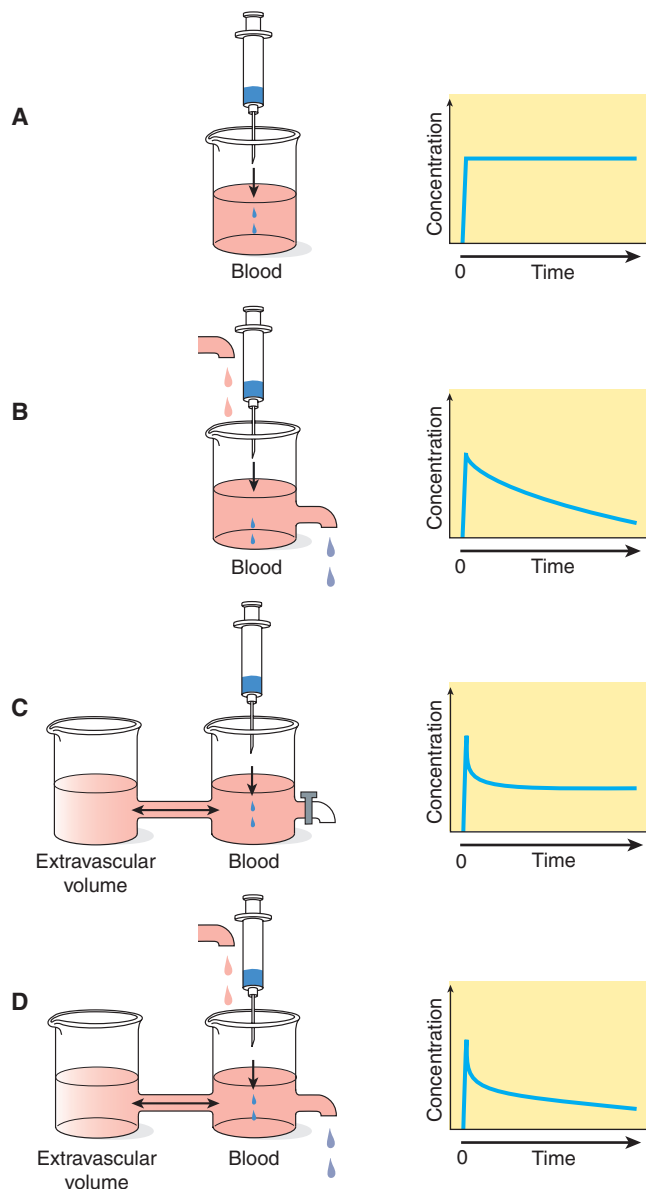 A
Concentration
Blood
0
Time
B
Concentration
Blood
0
Time
C
Concentration
Extravascular
volume
Blood
0
Time
D
Concentration
Extravascular
volume
Blood
0
Time